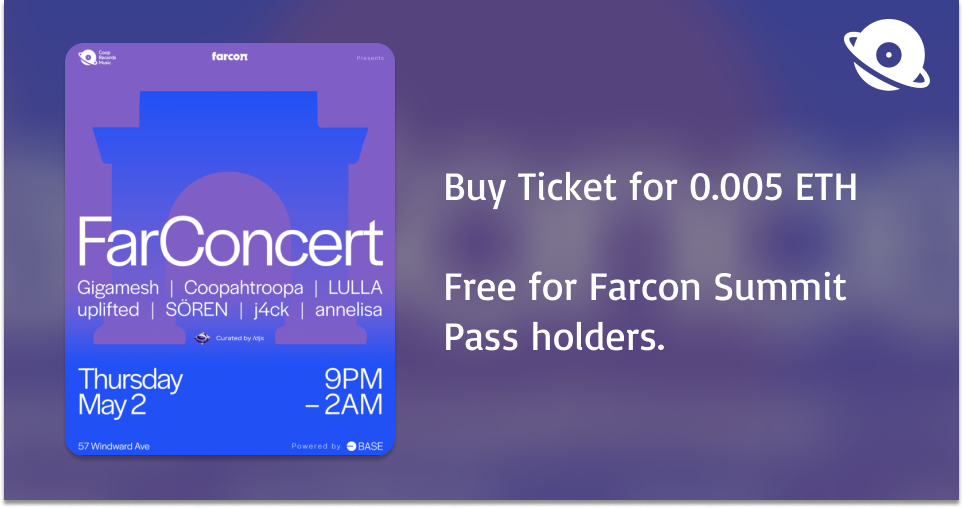 Coop
Records
Music
farcon
Presents
FarConcert
Gigamesh | Coopahtroopa | LULLA
uplifted | SÖREN | j4ck | annelisa
Curated by /djs
Thursday
May 2
9PM
– 2AM
57 Windward Ave
Powered by BASE
Buy Ticket for 0.005 ETH
Free for Farcon Summit
Pass holders.